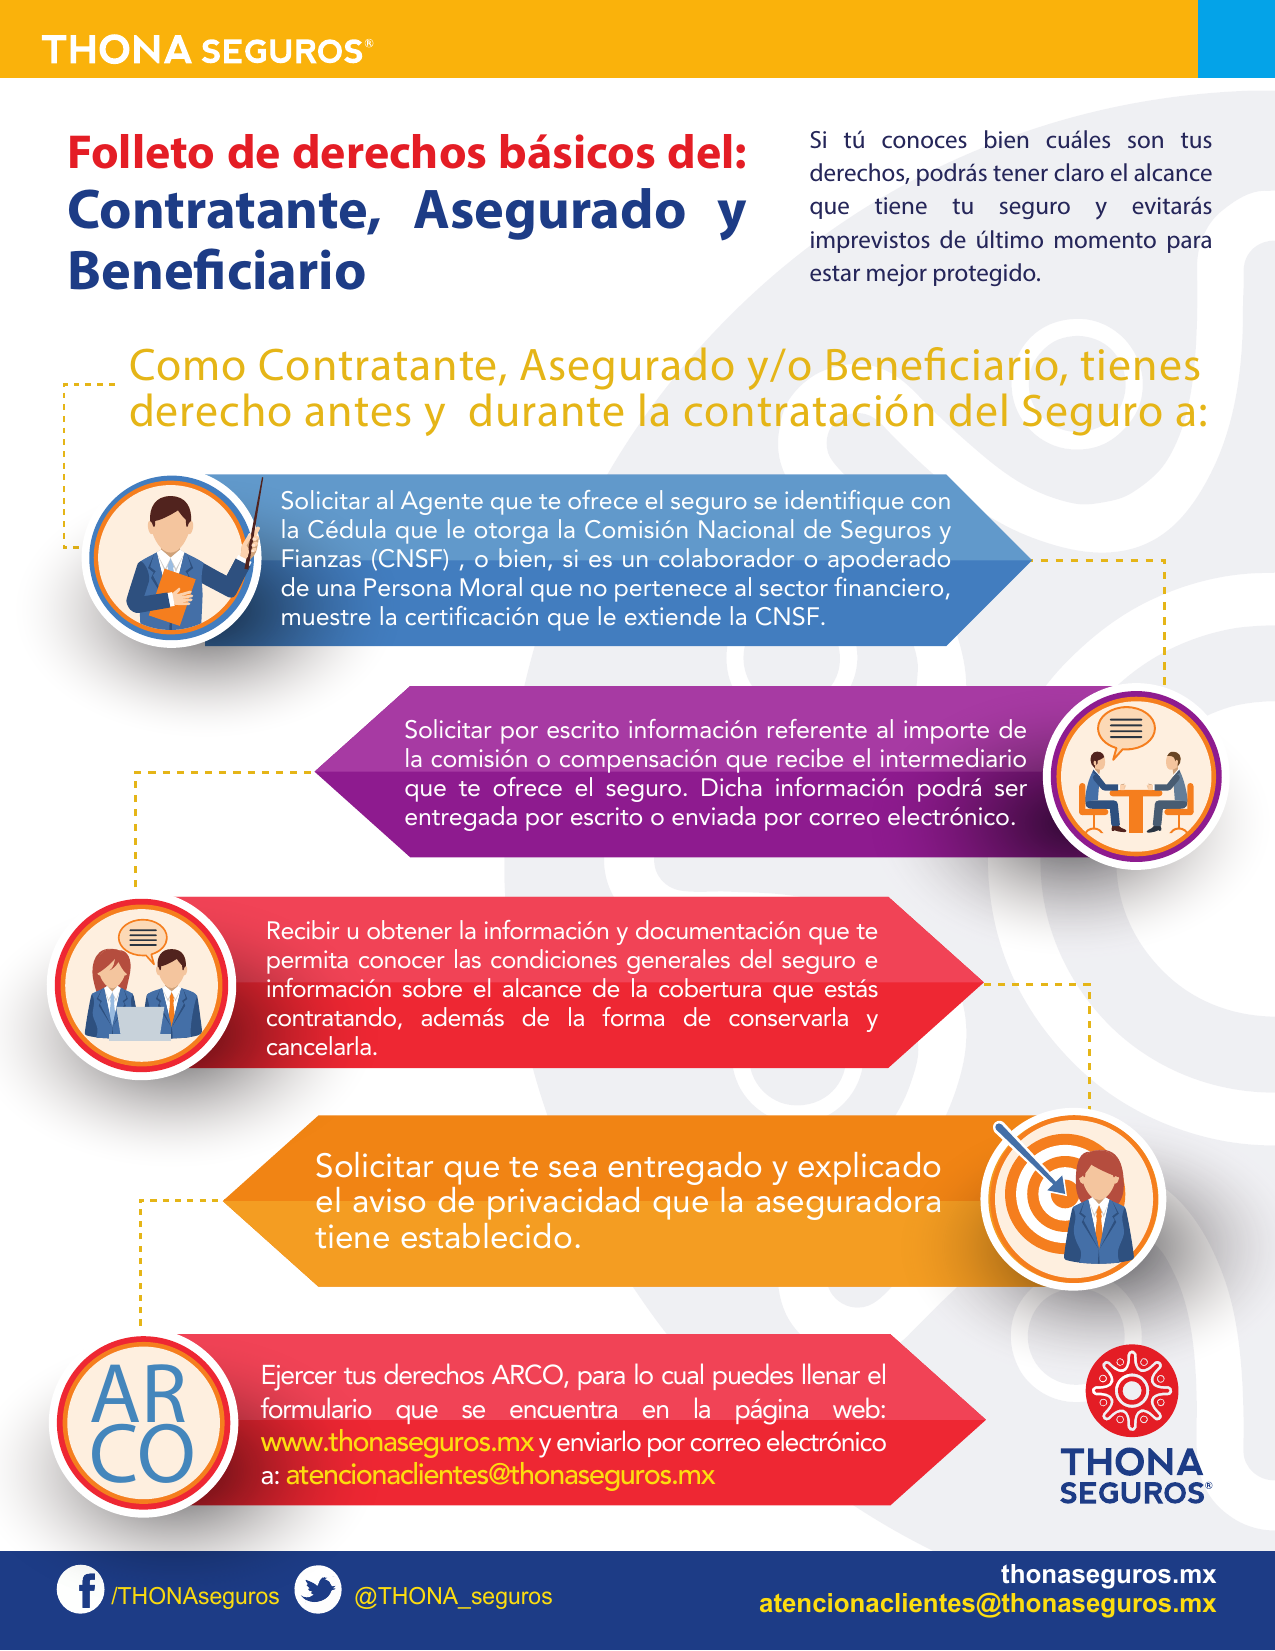 THONA SEGUROS®
Folleto de derechos básicos del:
Contratante, Asegurado y
Beneficiario
Si tú conoces bien cuáles son tus
derechos, podrás tener claro el alcance
que tiene tu seguro y evitarás
imprevistos de último momento para
estar mejor protegido.
Como Contratante, Asegurado y/o Beneficiario, tienes
derecho antes y durante la contratación del Seguro a:
Solicitar al Agente que te ofrece el seguro se identifique con
la Cédula que le otorga la Comisión Nacional de Seguros y
Fianzas (CNSF) , o bien, si es un colaborador o apoderado
de una Persona Moral que no pertenece al sector financiero,
muestre la certificación que le extiende la CNSF.
Solicitar por escrito información referente al importe de
la comisión o compensación que recibe el intermediario
que te ofrece el seguro. Dicha información podrá ser
entregada por escrito o enviada por correo electrónico.
Recibir u obtener la información y documentación que te
permita conocer las condiciones generales del seguro e
información sobre el alcance de la cobertura que estás
contratando, además de la forma de conservarla y
cancelarla.
Solicitar que te sea entregado y explicado
el aviso de privacidad que la aseguradora
tiene establecido.
AR
CO
Ejercer tus derechos ARCO, para lo cual puedes llenar el
formulario que se encuentra en la página web:
www.thonaseguros.mx y enviarlo por correo electrónico
a: atencionaclientes@thonaseguros.mx
THONA
SEGUROS®
/THONAseguros @THONA_seguros
thonaseguros.mx
atencionaclientes@thonaseguros.mx